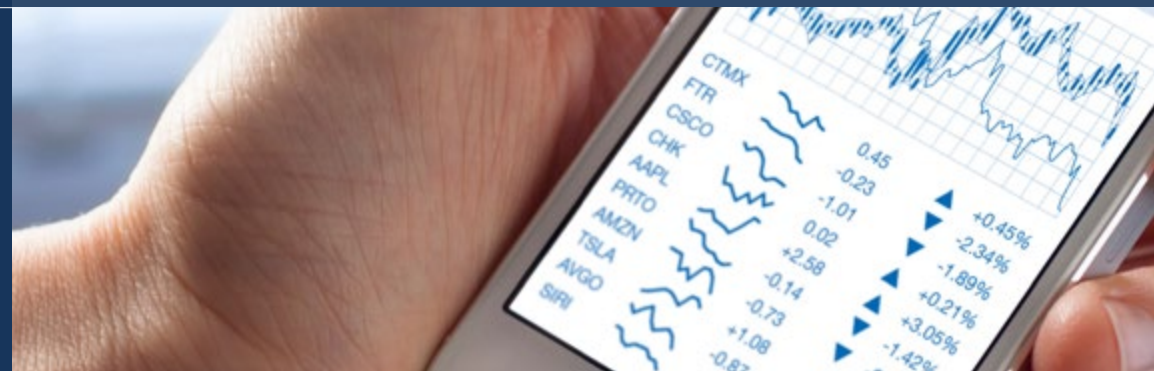 CTMX 0.45 ▲ +0.45%
FTR -0.23 ▼ -2.34%
CSCO -1.01 ▼ -1.89%
CHK 0.02 ▲ +0.21%
AAPL +2.58 ▲ +3.05%
PRTO -0.14 ▼ -1.42%
AMZN -0.73 ▼
TSLA +1.08
AVGO -0.87
SIRI